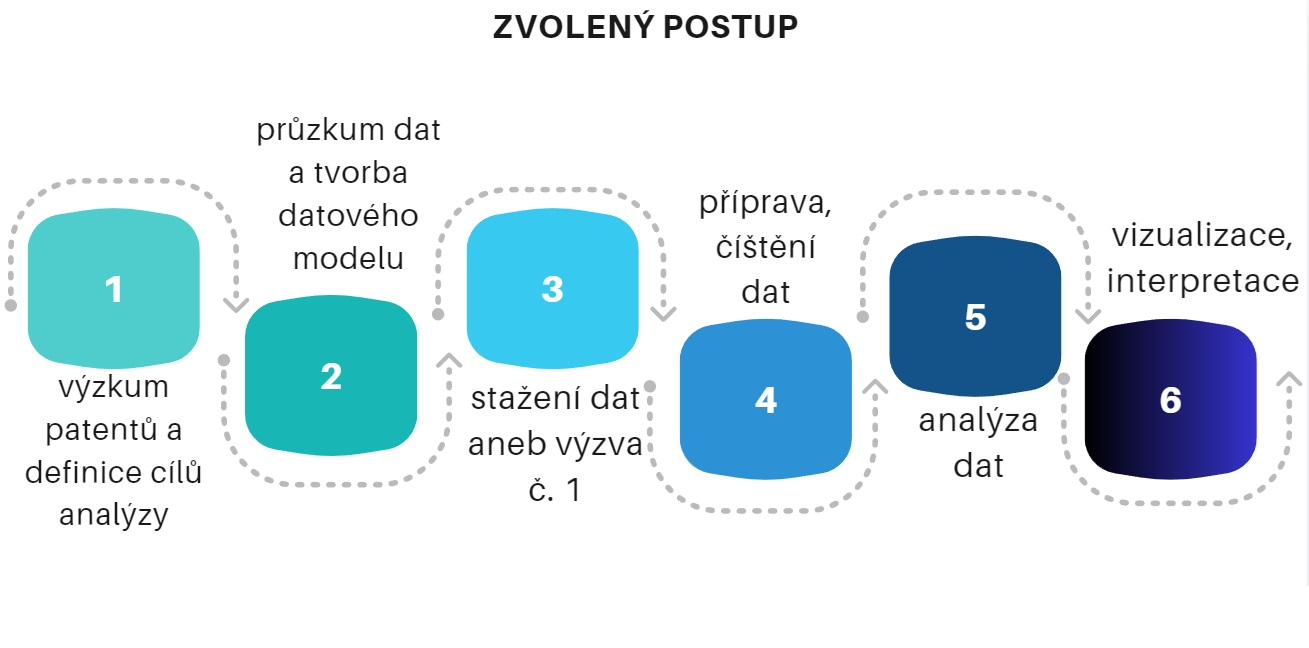 ZVOLENÝ POSTUP
1
výzkum
patentů a
definice cílů
analýzy
průzkum dat
a tvorba
datového
modelu
2
3
stažení dat
aneb výzva
č. 1
příprava,
číštění
dat
4
5
analýza
dat
vizualizace,
interpretace
6